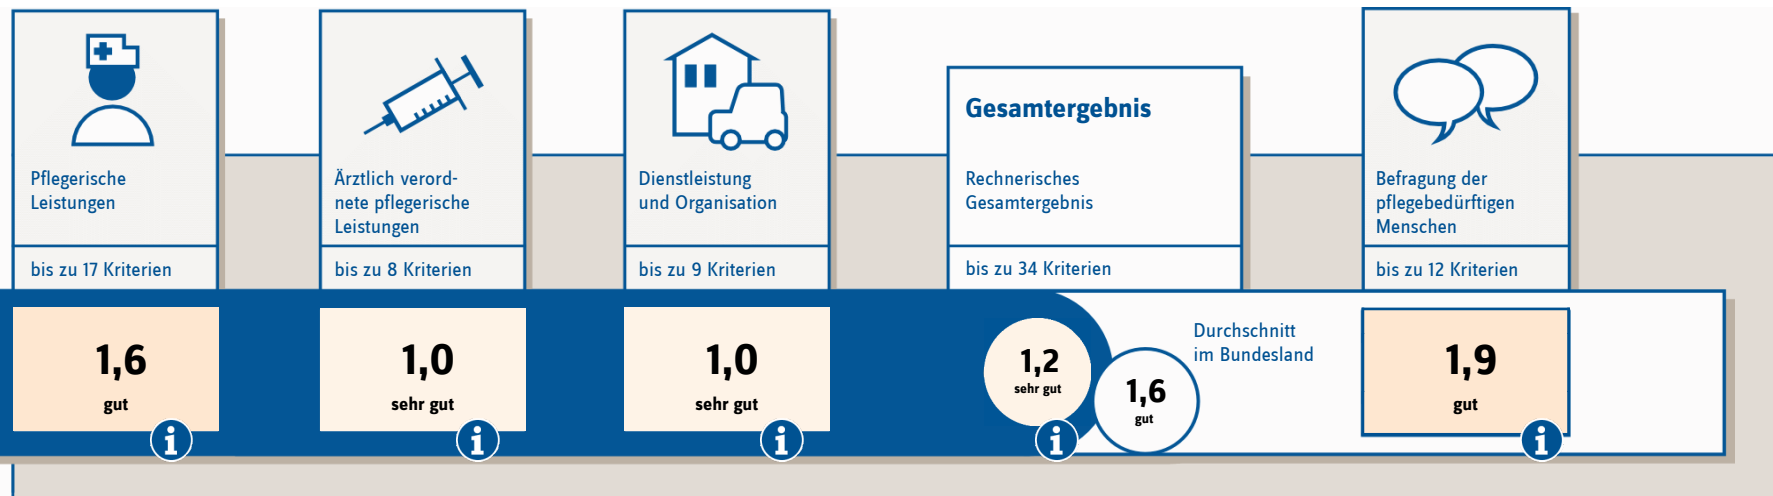 Pflegerische
Leistungen
bis zu 17 Kriterien
1,6
gut
i
Ärztlich verord-
nete pflegerische
Leistungen
bis zu 8 Kriterien
1,0
sehr gut
i
Dienstleistung
und Organisation
bis zu 9 Kriterien
1,0
sehr gut
i
Gesamtergebnis
Rechnerisches
Gesamtergebnis
bis zu 34 Kriterien
1,2
sehr gut
i
1,6
gut
Durchschnitt
im Bundesland
Befragung der
pflegebedürftigen
Menschen
bis zu 12 Kriterien
1,9
gut
i